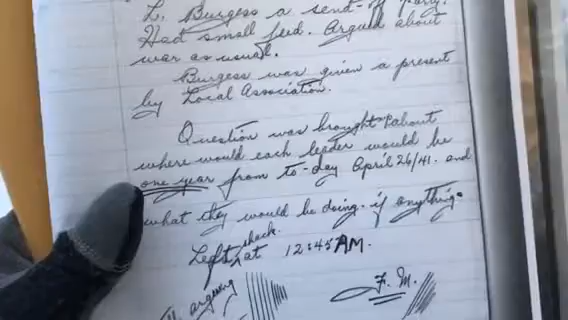 L. Burgess a send-off party.
Had small feed. Argued about
war as usual.
Burgess was given a present
by Local Association.
Question was brought up about
where would each leader would be
one year from to-day April 26/41. and
what they would be doing. if anything.
Left shack at 12:45 AM.
arguing
F. M.